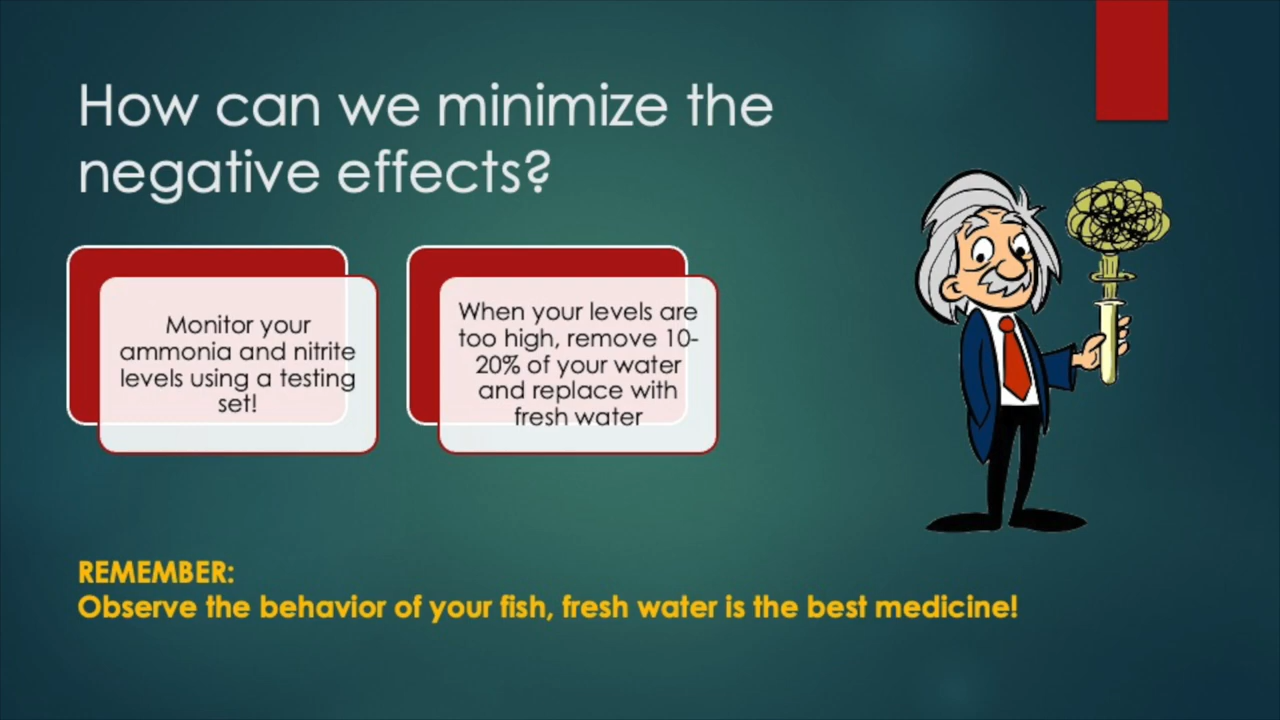 How can we minimize the
negative effects?
Monitor your
ammonia and nitrite
levels using a testing
set!
When your levels are
too high, remove 10-
20% of your water
and replace with
fresh water
REMEMBER:
Observe the behavior of your fish, fresh water is the best medicine!